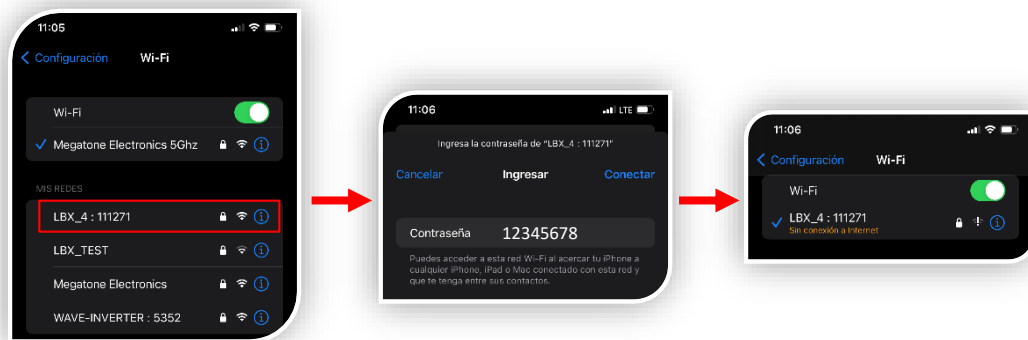 11:05
Configuración Wi-Fi
Wi-Fi
Megatone Electronics 5Ghz
MIS REDES
LBX_4 : 111271
LBX_TEST
Megatone Electronics
WAVE-INVERTER : 5352
11:06 LTE
Ingresa la contraseña de "LBX_4 : 111271"
Cancelar Ingresar Conectar
Contraseña 12345678
Puedes acceder a esta red Wi-Fi al acercar tu iPhone a
cualquier iPhone, iPad o Mac conectado con esta red y
que te tenga entre sus contactos.
11:06
Configuración Wi-Fi
Wi-Fi
LBX_4 : 111271
Sin conexión a Internet